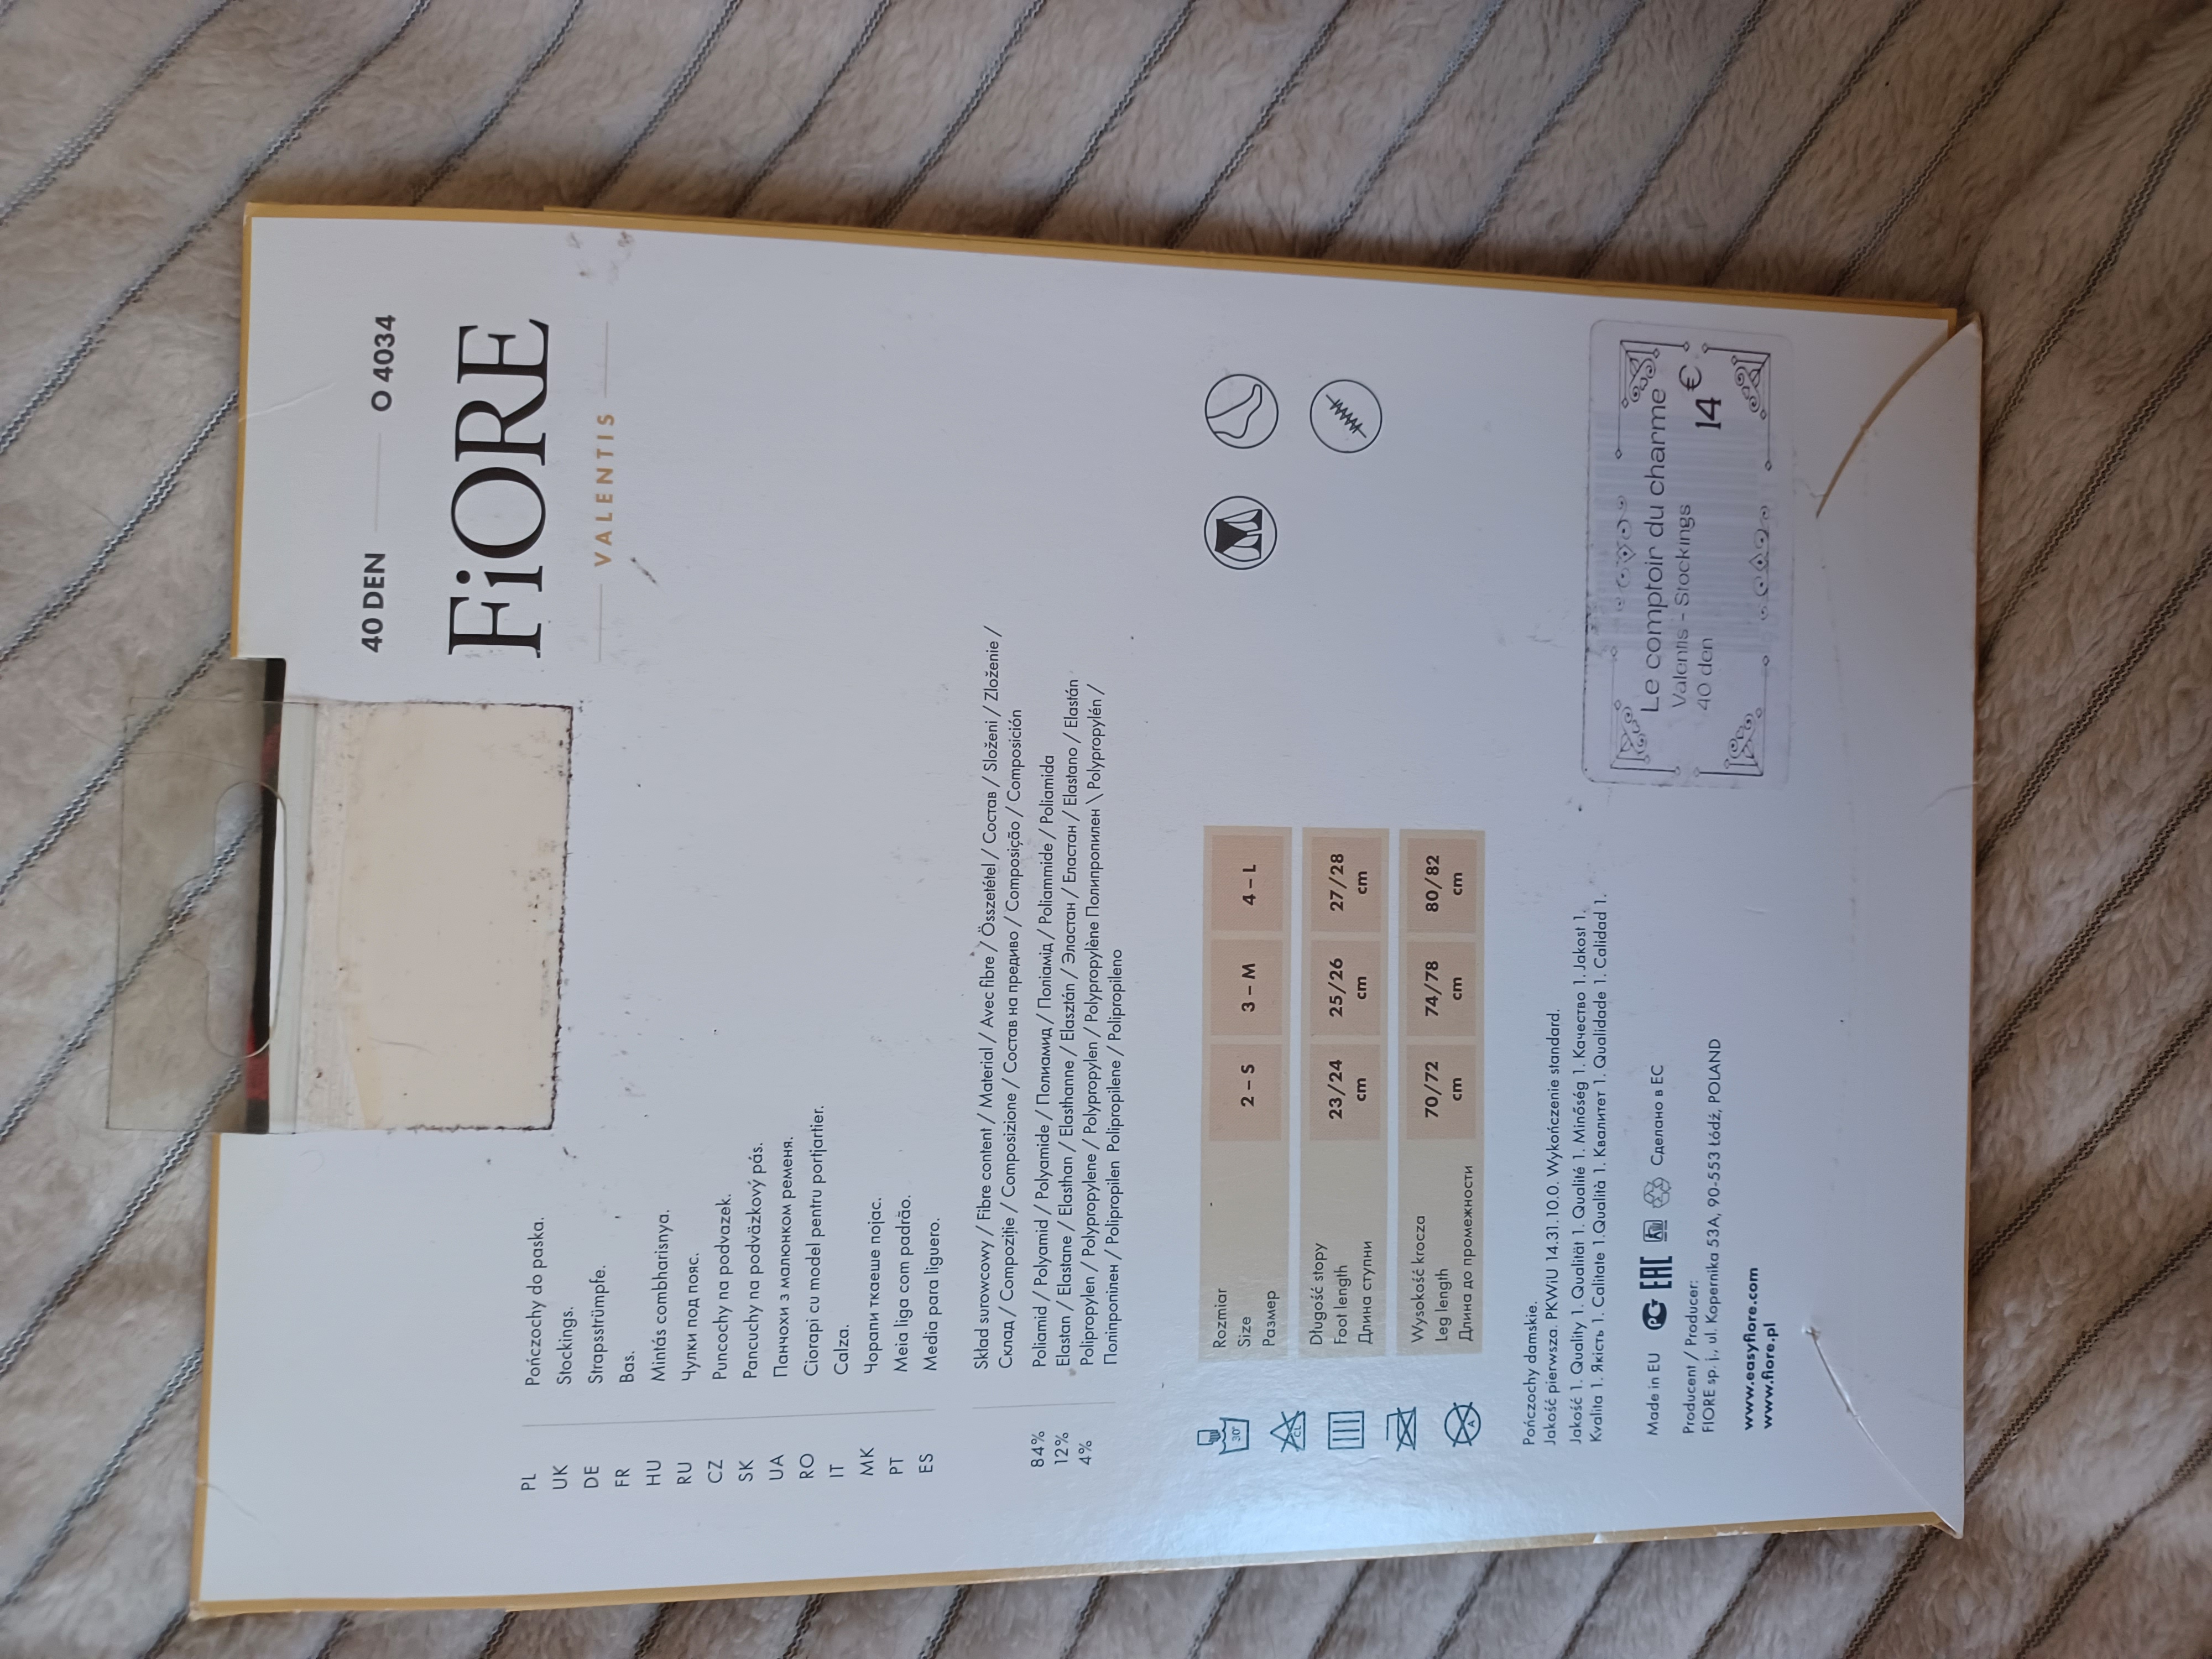 40 DEN O 4034
FiORE
VALENTIS
PL Pończochy do paska.
UK Stockings.
DE Strapsstrümpfe.
FR Bas.
HU Mintás combharisnya.
RU Чулки под пояс.
CZ Puncochy na podvazek.
SK Pancuchy na podväzkový pás.
UA Панчохи з малюнком ременя.
RO Ciorapi cu model pentru portjartier.
IT Calza.
MK Чорапи ткаеше појас.
PT Meia liga com padrão.
ES Media para liguero.
Skład surowcowy / Fibre content / Material / Avec fibre / Összetétel / Состав / Složeni / Zloženie /
Склад / Compoziţie / Composizione / Состав на предиво / Composição / Composición
84% Poliamid / Polyamid / Polyamide / Полиамид / Поліамід / Poliammide / Poliamida
12% Elastan / Elastane / Elasthan / Elasthanne / Elasztán / Эластан / Еластан / Elastano / Elastán
4% Polipropylen / Polypropylene / Polypropylen / Polypropylène Полипропилен \ Polypropylén /
Поліпропілен / Polipropilen Polipropilene / Polipropileno
Rozmiar
Size
Размер
2 – S 3 – M 4 – L
Długość stopy
Foot length
Длина ступни
23/24 cm 25/26 cm 27/28 cm
Wysokość krocza
Leg length
Длина до промежности
70/72 cm 74/78 cm 80/82 cm
30°
CL
A
Pończochy damskie.
Jakość pierwsza. PKWiU 14.31.10.0. Wykończenie standard.
Jakość 1. Quality 1. Qualität 1. Qualité 1. Minőség 1. Качество 1. Jakost 1.
Kvalita 1. Якість 1. Calitate 1. Qualità 1. Квалитет 1. Qualidade 1. Calidad 1.
Made in EU EAC Сделано в ЕС
Producent / Producer:
FIORE sp. j., ul. Kopernika 53A, 90-553 Łódź, POLAND
www.easyfiore.com
www.fiore.pl
Le comptoir du charme
Valentis - Stockings
40 den
14 €